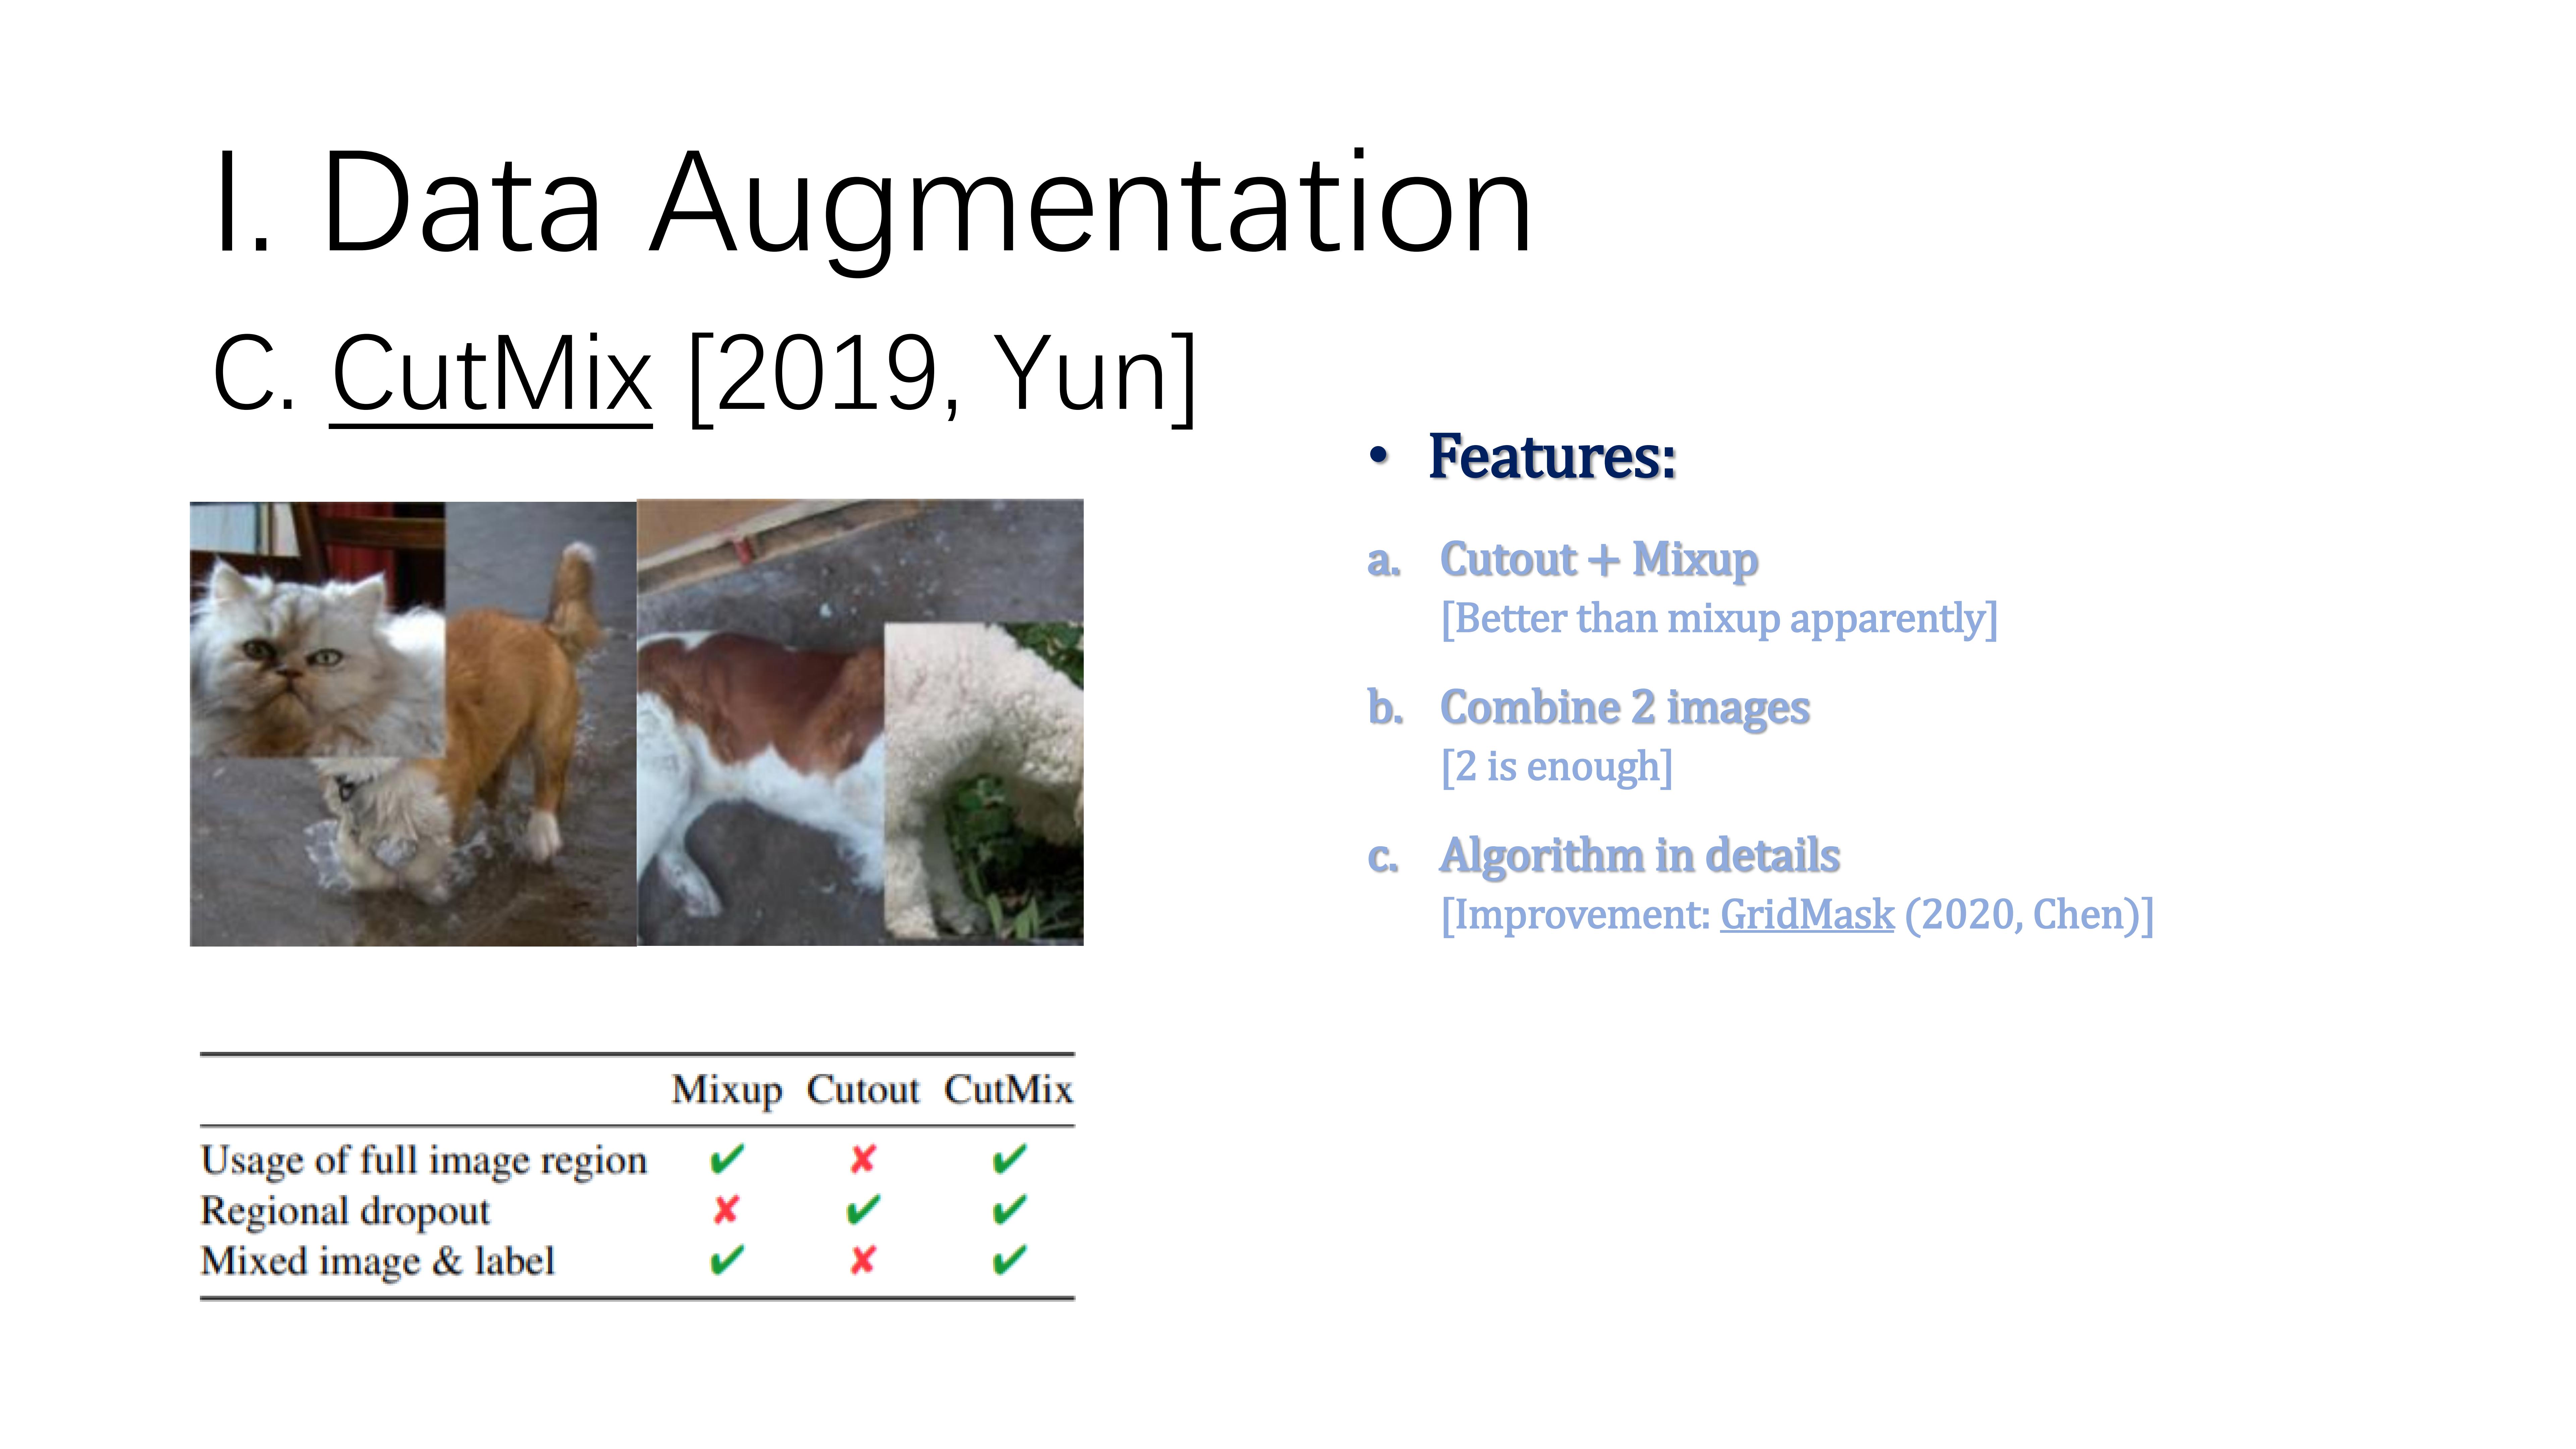 I. Data Augmentation
C. CutMix [2019, Yun]
• Features:
a. Cutout + Mixup
[Better than mixup apparently]
b. Combine 2 images
[2 is enough]
c. Algorithm in details
[Improvement: GridMask (2020, Chen)]
Mixup Cutout CutMix
Usage of full image region ✔ ✘ ✔
Regional dropout ✘ ✔ ✔
Mixed image & label ✔ ✘ ✔